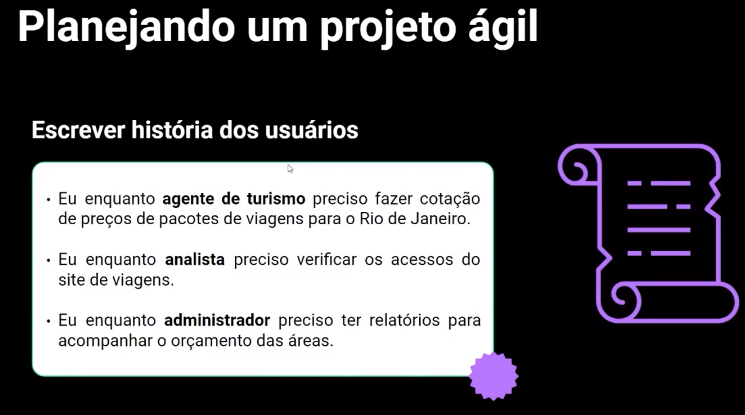 Planejando um projeto ágil
Escrever história dos usuários
• Eu enquanto agente de turismo preciso fazer cotação
de preços de pacotes de viagens para o Rio de Janeiro.
• Eu enquanto analista preciso verificar os acessos do
site de viagens.
• Eu enquanto administrador preciso ter relatórios para
acompanhar o orçamento das áreas.